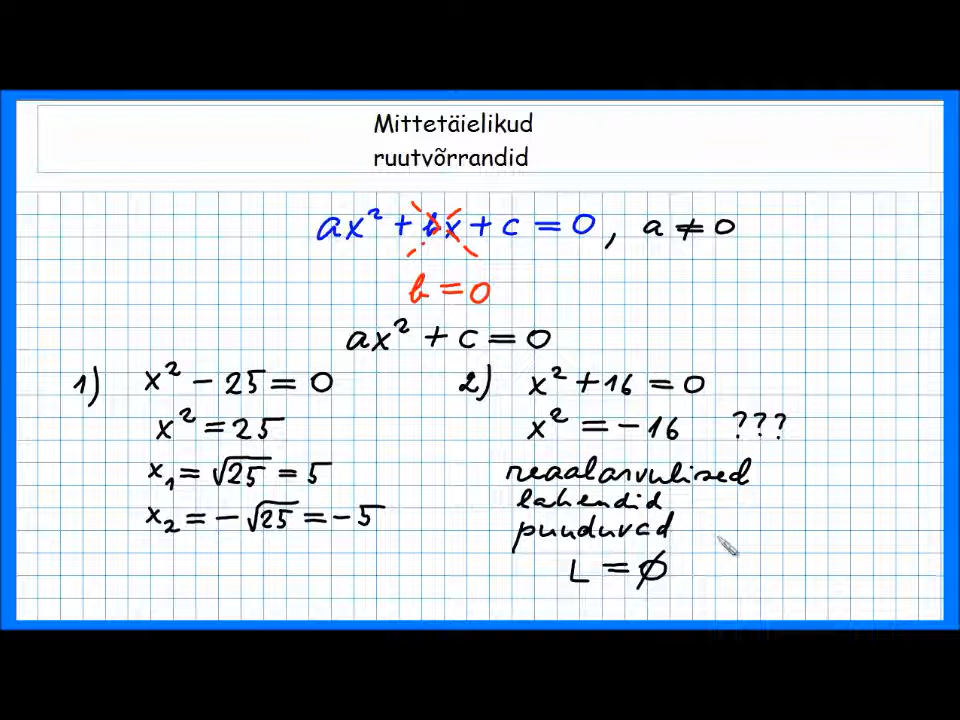 Mittetäielikud
ruutvõrrandid
ax² + bx + c = 0, a ≠ 0
b = 0
ax² + c = 0
1) x² - 25 = 0
x² = 25
x₁ = √25 = 5
x₂ = -√25 = -5
2) x² + 16 = 0
x² = -16 ???
reaalarvulised
lahendid
puuduvad
L = ∅